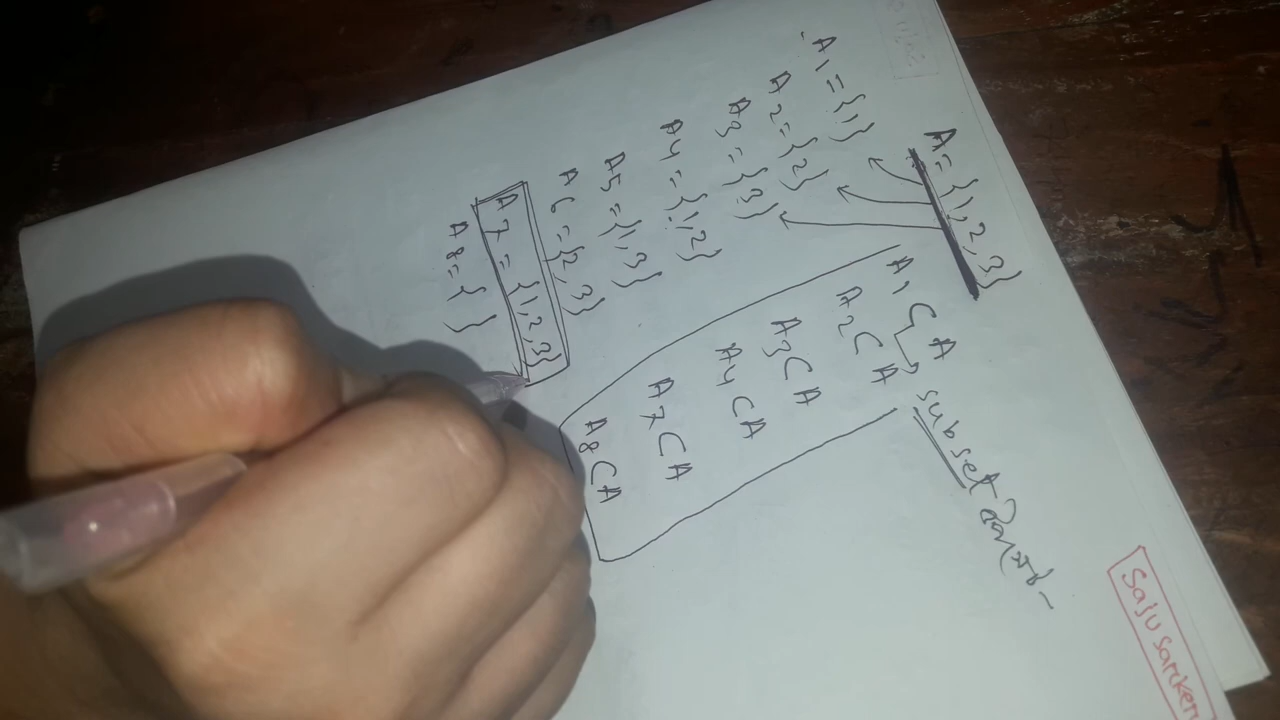 A = {1, 2, 3}
A1 = {1}
A2 = {2}
A3 = {3}
A4 = {1, 2}
A5 = {1, 3}
A6 = {2, 3}
A7 = {1, 2, 3}
A8 = { }
A1 ⊂ A
subset
A2 ⊂ A
A3 ⊂ A
A4 ⊂ A
A7 ⊂ A
A8 ⊂ A
Saju Sarker